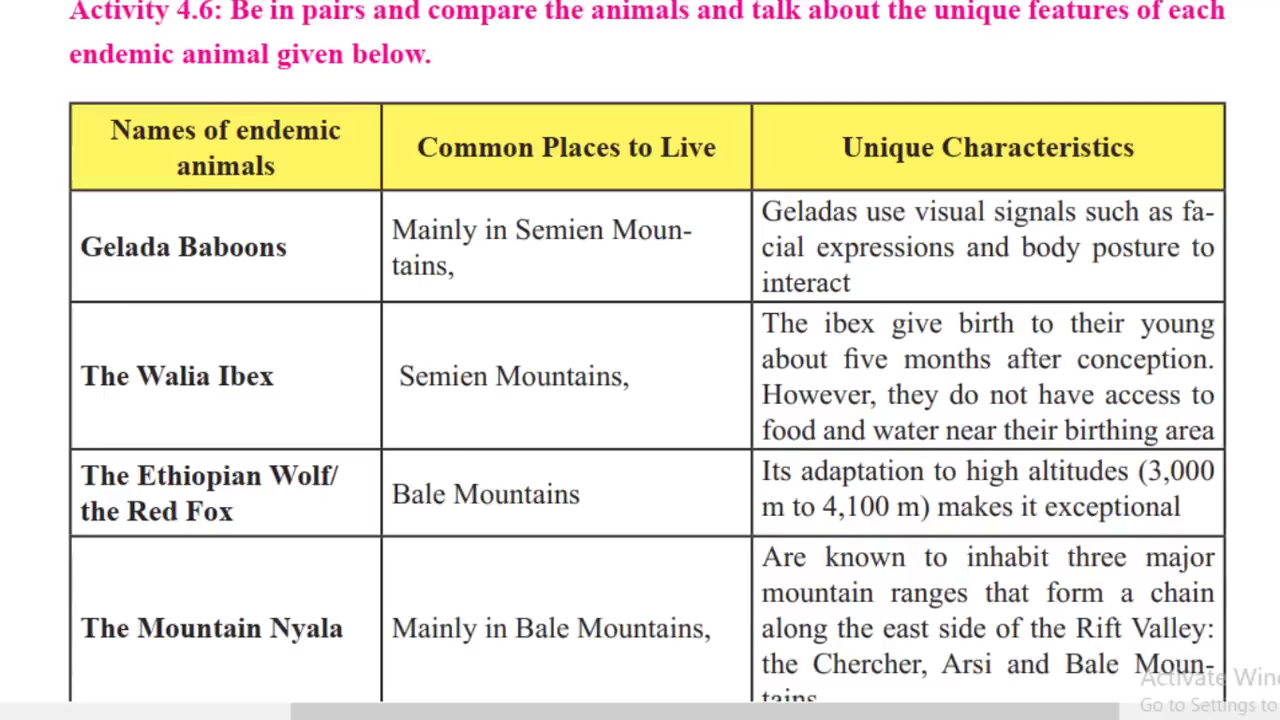 Activity 4.6: Be in pairs and compare the animals and talk about the unique features of each
endemic animal given below.
Names of endemic
animals
Common Places to Live
Unique Characteristics
Gelada Baboons
Mainly in Semien Moun-
tains,
Geladas use visual signals such as fa-
cial expressions and body posture to
interact
The Walia Ibex
Semien Mountains,
The ibex give birth to their young
about five months after conception.
However, they do not have access to
food and water near their birthing area
The Ethiopian Wolf/
the Red Fox
Bale Mountains
Its adaptation to high altitudes (3,000
m to 4,100 m) makes it exceptional
The Mountain Nyala
Mainly in Bale Mountains,
Are known to inhabit three major
mountain ranges that form a chain
along the east side of the Rift Valley:
the Chercher, Arsi and Bale Moun-
tains
Activate Win
Go to Settings to